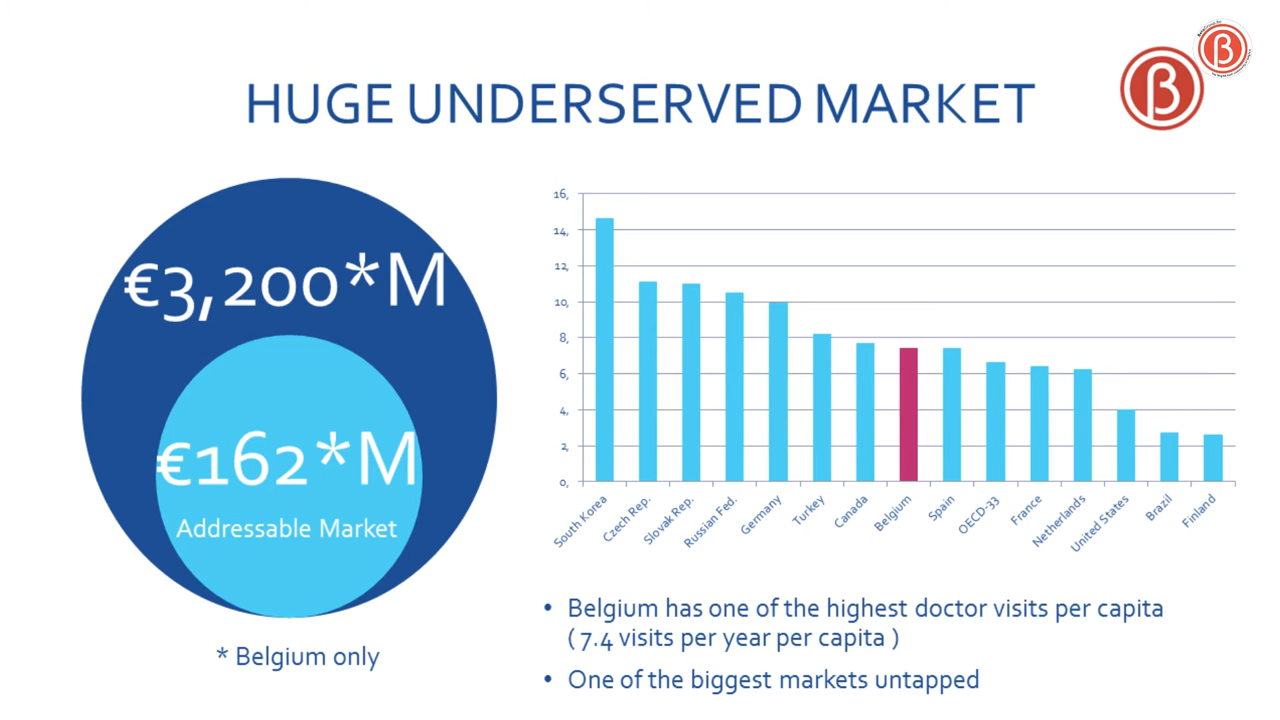 HUGE UNDERSERVED MARKET
β
β
€3,200*M
€162*M
Addressable Market
* Belgium only
16,
14,
12,
10,
8,
6,
4,
2,
0,
South Korea
Czech Rep.
Slovak Rep.
Russian Fed.
Germany
Turkey
Canada
Belgium
Spain
OECD-33
France
Netherlands
United States
Brazil
Finland
• Belgium has one of the highest doctor visits per capita
( 7.4 visits per year per capita )
• One of the biggest markets untapped